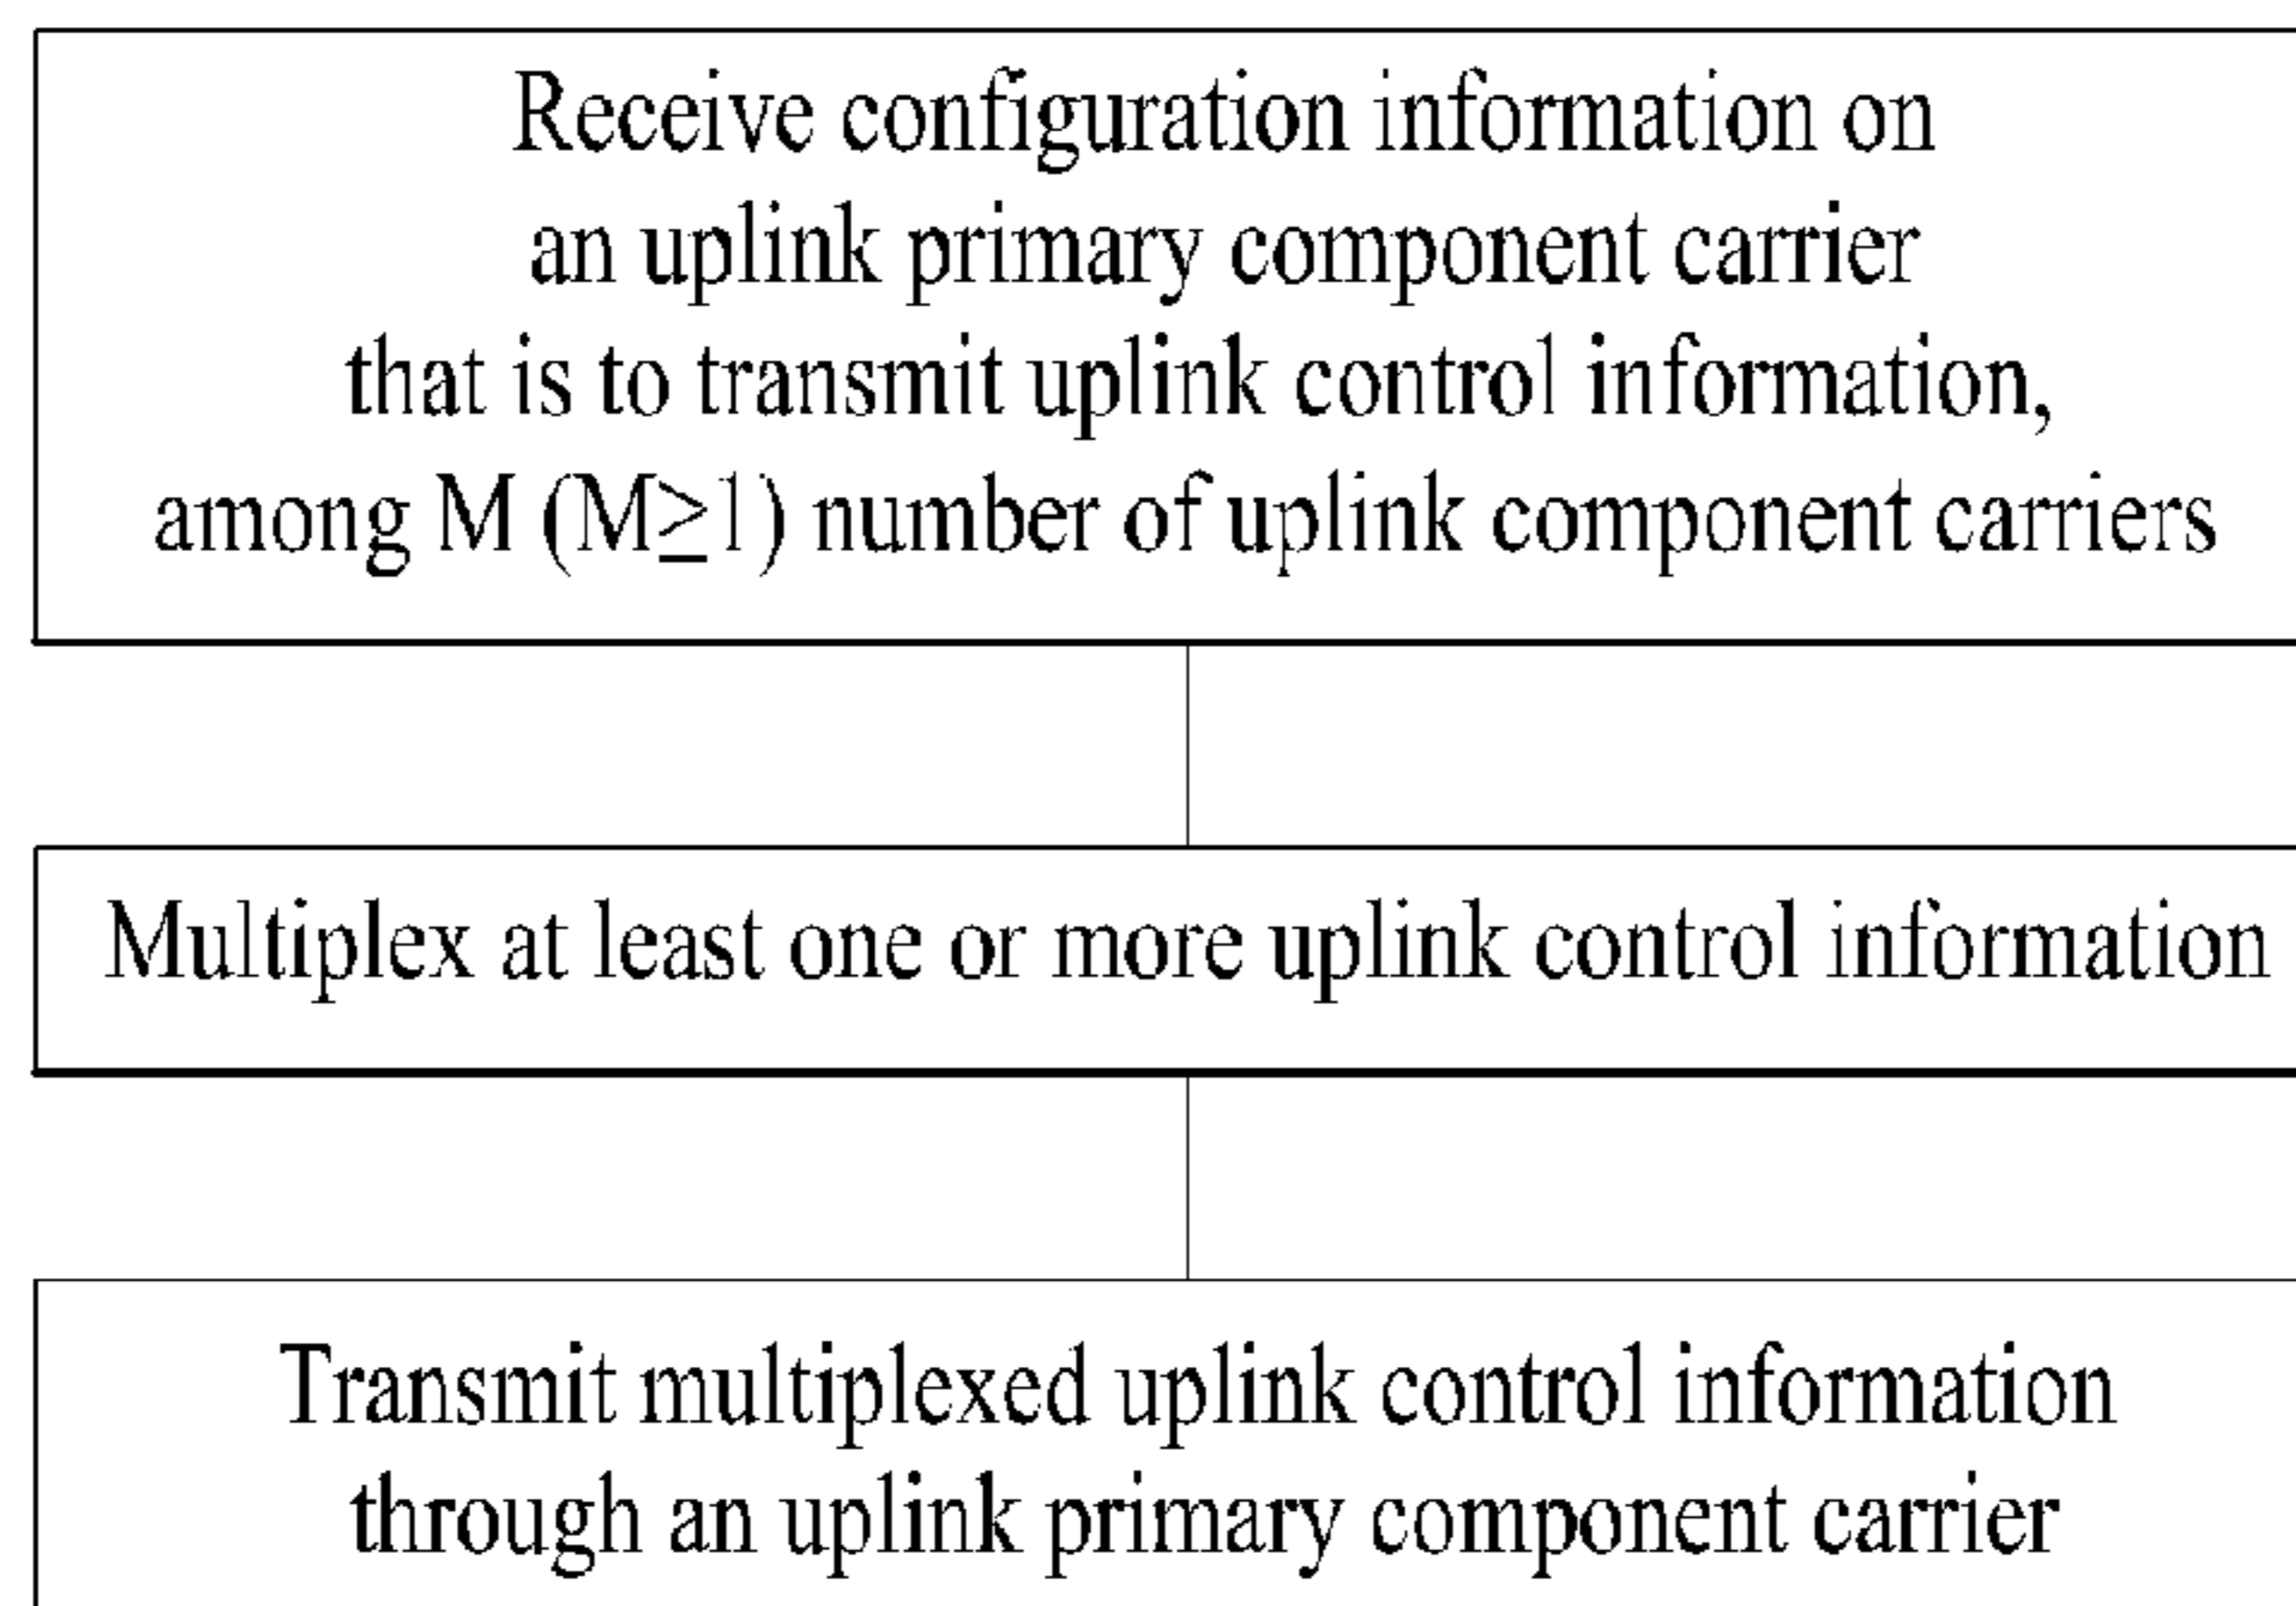 Receive configuration information on
an uplink primary component carrier
that is to transmit uplink control information,
among M (M≥1) number of uplink component carriers
Multiplex at least one or more uplink control information
Transmit multiplexed uplink control information
through an uplink primary component carrier